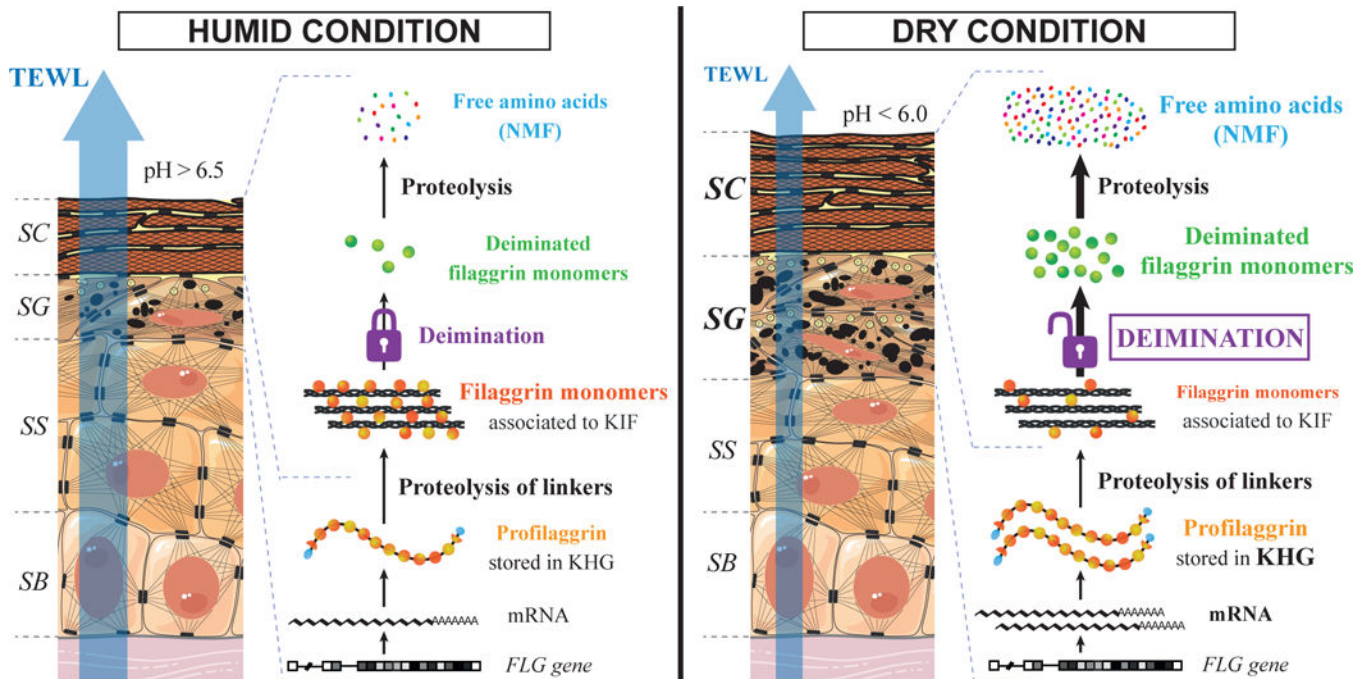 HUMID CONDITION
TEWL
pH > 6.5
SC
SG
SS
SB
Free amino acids
(NMF)
Proteolysis
Deiminated
filaggrin monomers
Deimination
Filaggrin monomers
associated to KIF
Proteolysis of linkers
Profilaggrin
stored in KHG
AAAAAAA
mRNA
FLG gene
DRY CONDITION
TEWL
pH < 6.0
SC
SG
SS
SB
Free amino acids
(NMF)
Proteolysis
Deiminated
filaggrin monomers
DEIMINATION
Filaggrin monomers
associated to KIF
Proteolysis of linkers
Profilaggrin
stored in KHG
AAAAAAA
mRNA
AAAAAAA
FLG gene